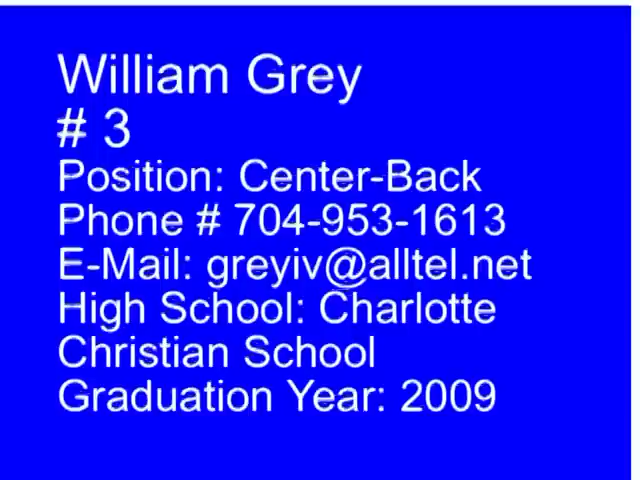 William Grey
# 3
Position: Center-Back
Phone # 704-953-1613
E-Mail: greyiv@alltel.net
High School: Charlotte
Christian School
Graduation Year: 2009